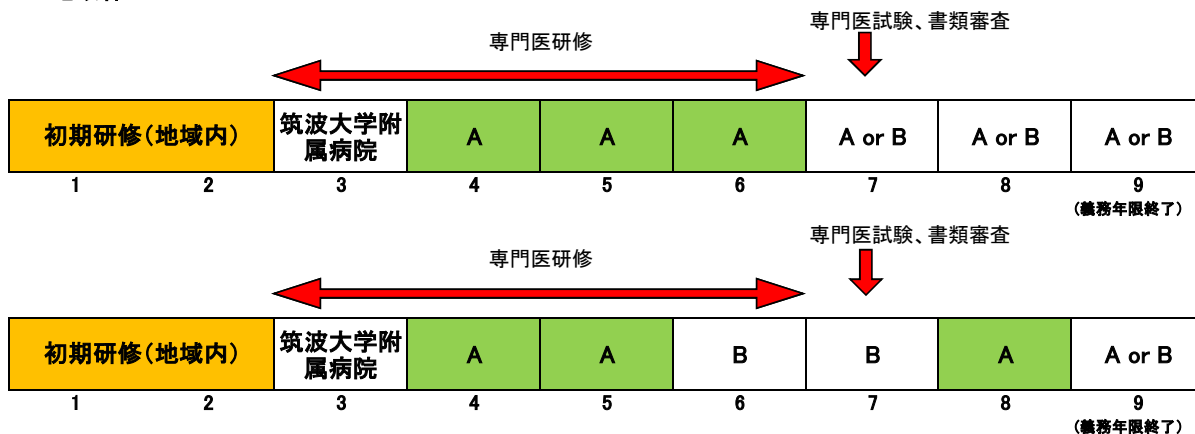 専門医試験、書類審査
専門医研修
初期研修(地域内)
筑波大学附
属病院
A
A
A
A or B
A or B
A or B
1
2
3
4
5
6
7
8
9
(義務年限終了)
専門医試験、書類審査
専門医研修
初期研修(地域内)
筑波大学附
属病院
A
A
B
B
A
A or B
1
2
3
4
5
6
7
8
9
(義務年限終了)